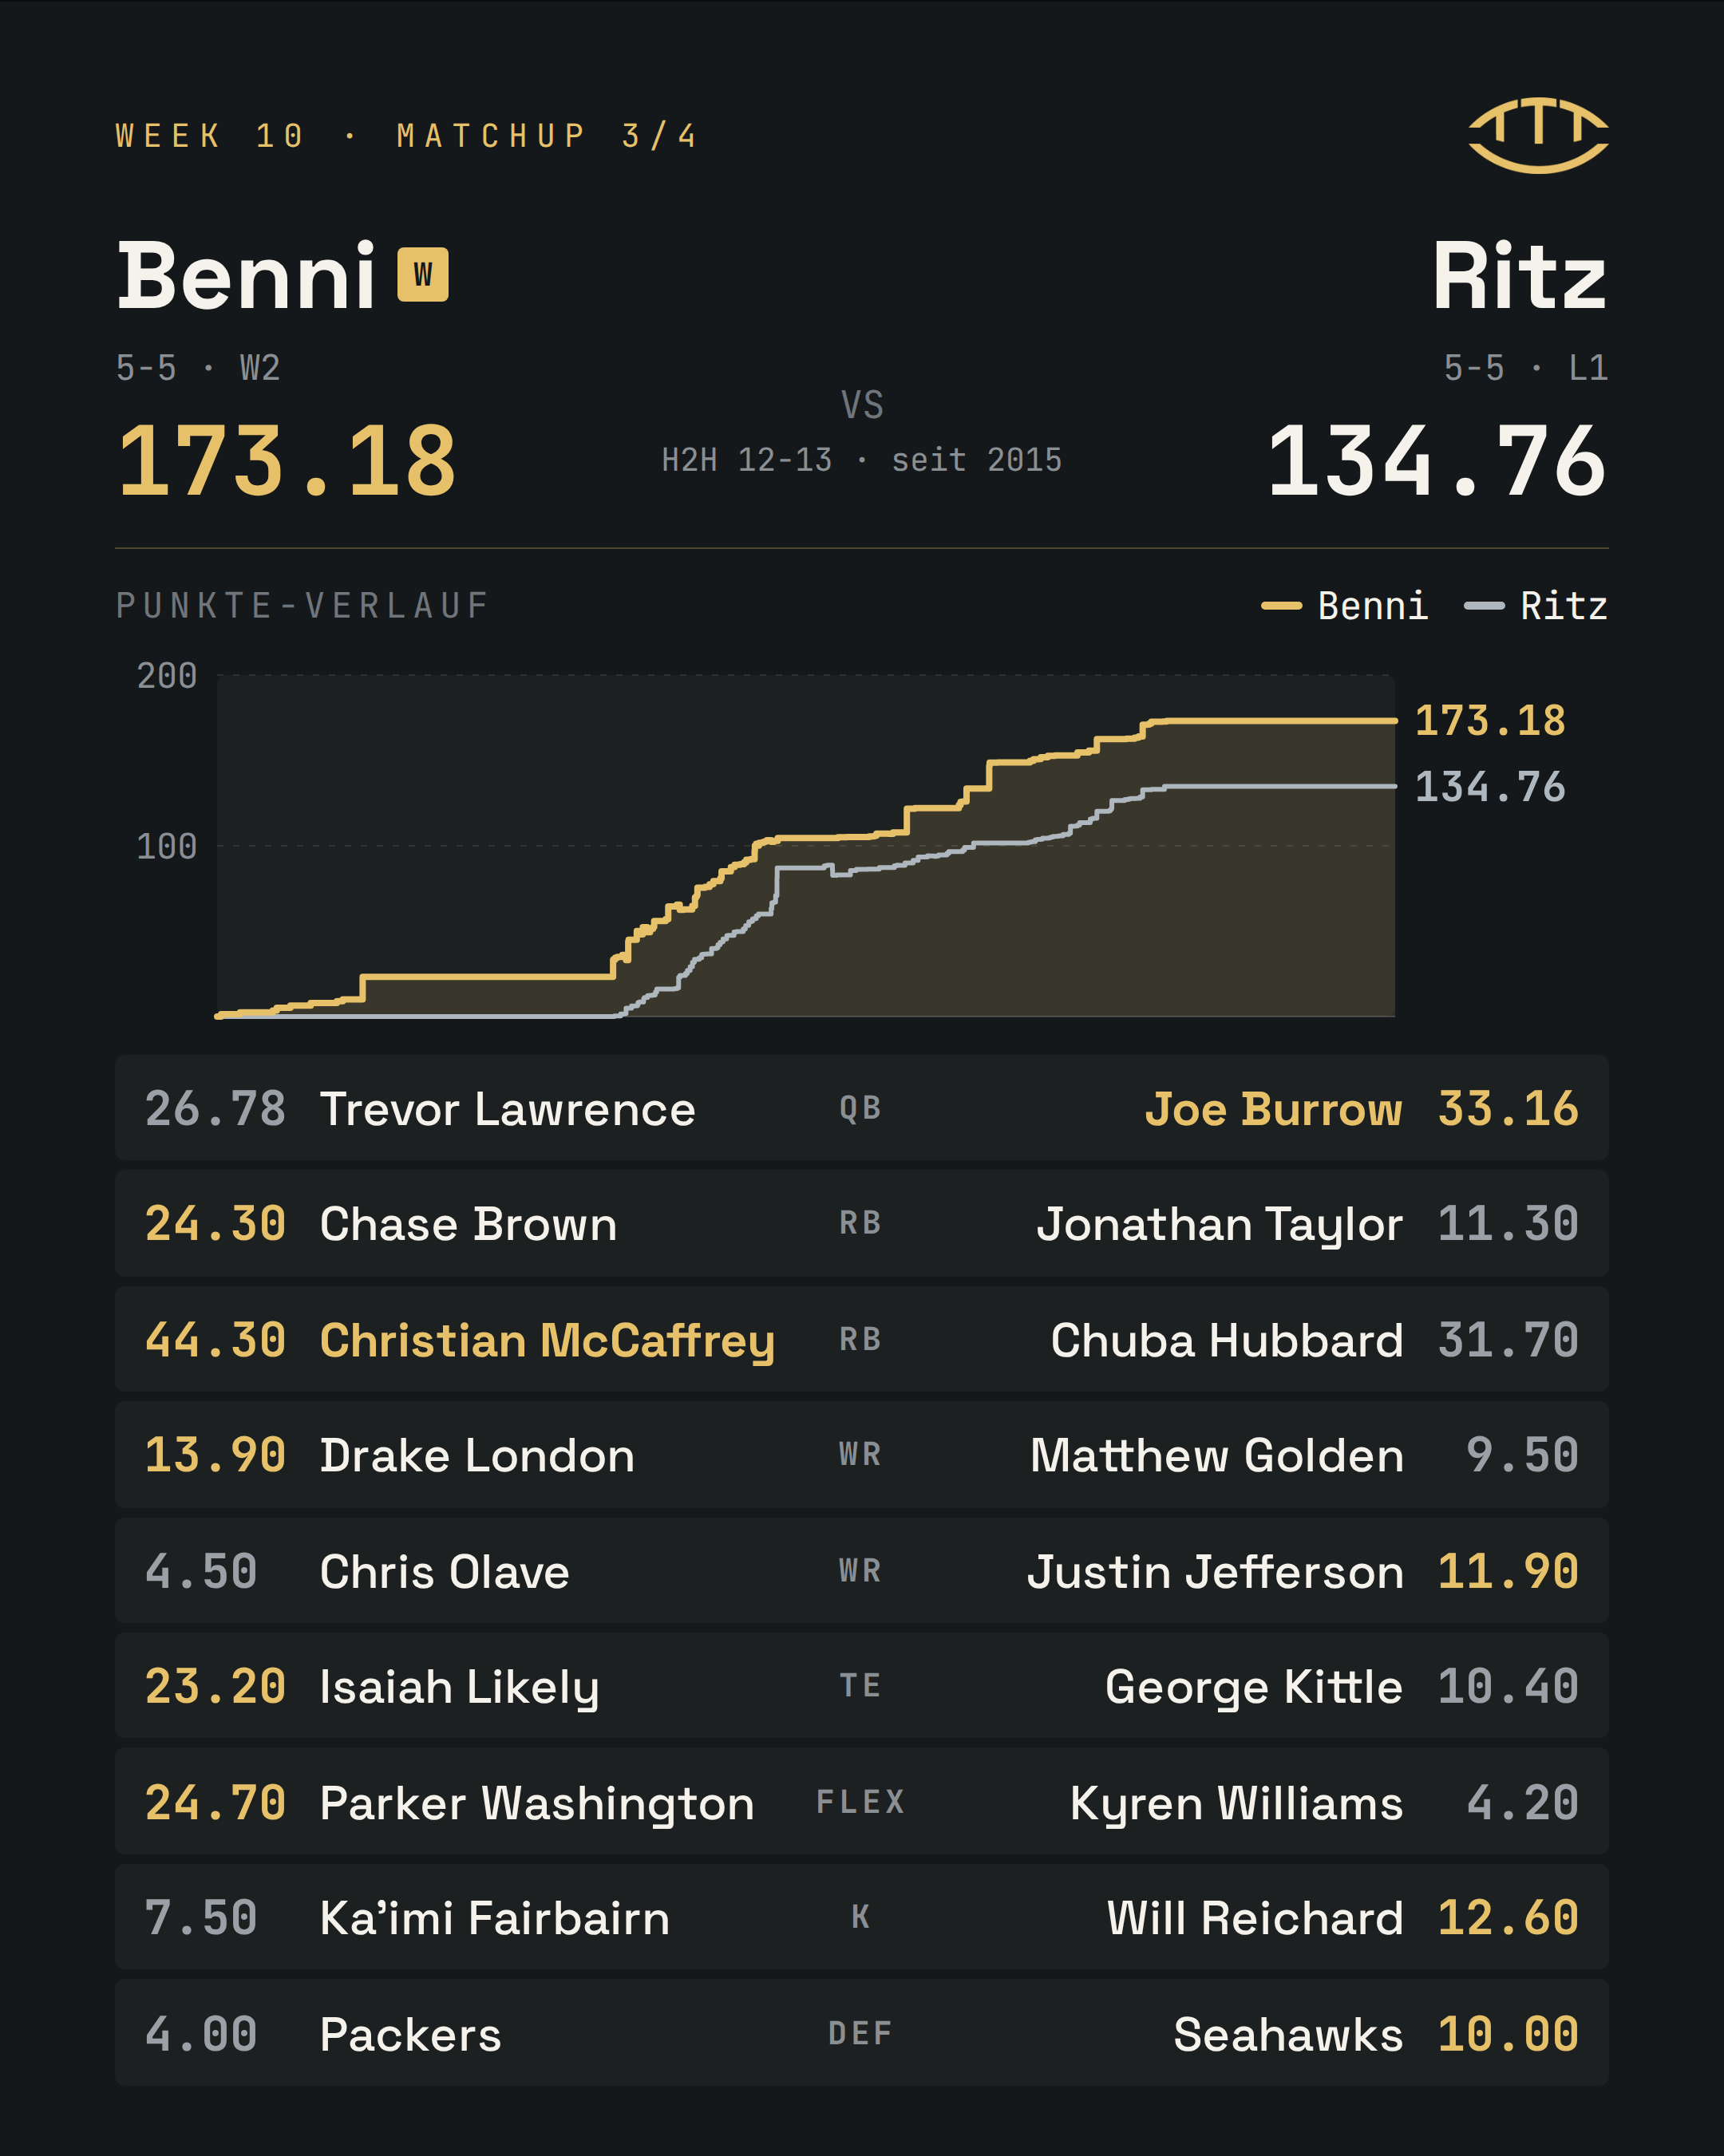 WEEK 10 · MATCHUP 3/4
Benni W
Ritz
5-5 · W2
5-5 · L1
VS
173.18
H2H 12-13 · seit 2015
134.76
PUNKTE-VERLAUF
Benni Ritz
200
173.18
134.76
100
26.78 Trevor Lawrence QB Joe Burrow 33.16
24.30 Chase Brown RB Jonathan Taylor 11.30
44.30 Christian McCaffrey RB Chuba Hubbard 31.70
13.90 Drake London WR Matthew Golden 9.50
4.50 Chris Olave WR Justin Jefferson 11.90
23.20 Isaiah Likely TE George Kittle 10.40
24.70 Parker Washington FLEX Kyren Williams 4.20
7.50 Ka'imi Fairbairn K Will Reichard 12.60
4.00 Packers DEF Seahawks 10.00